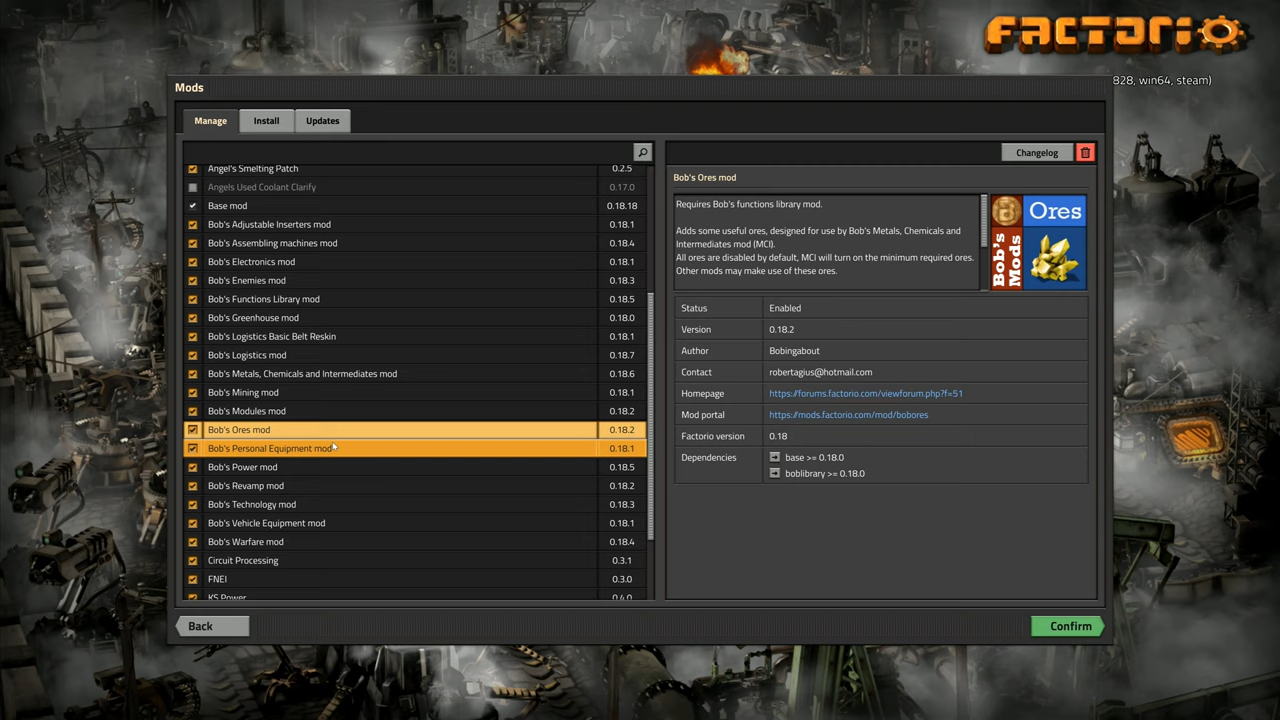 FACTORIO
828, win64, steam)
Mods
Manage
Install
Updates
Angel's Smelting Patch 0.2.5
Angels Used Coolant Clarify 0.17.0
Base mod 0.18.18
Bob's Adjustable Inserters mod 0.18.1
Bob's Assembling machines mod 0.18.4
Bob's Electronics mod 0.18.1
Bob's Enemies mod 0.18.3
Bob's Functions Library mod 0.18.5
Bob's Greenhouse mod 0.18.0
Bob's Logistics Basic Belt Reskin 0.18.1
Bob's Logistics mod 0.18.7
Bob's Metals, Chemicals and Intermediates mod 0.18.6
Bob's Mining mod 0.18.1
Bob's Modules mod 0.18.2
Bob's Ores mod 0.18.2
Bob's Personal Equipment mod 0.18.1
Bob's Power mod 0.18.5
Bob's Revamp mod 0.18.2
Bob's Technology mod 0.18.3
Bob's Vehicle Equipment mod 0.18.1
Bob's Warfare mod 0.18.4
Circuit Processing 0.3.1
FNEI 0.3.0
KS Power 0.4.0
Changelog
Bob's Ores mod
Requires Bob's functions library mod.
Adds some useful ores, designed for use by Bob's Metals, Chemicals and
Intermediates mod (MCI).
All ores are disabled by default, MCI will turn on the minimum required ores.
Other mods may make use of these ores.
Ores
Bob's
Mods
Status Enabled
Version 0.18.2
Author Bobingabout
Contact robertagius@hotmail.com
Homepage https://forums.factorio.com/viewforum.php?f=51
Mod portal https://mods.factorio.com/mod/bobores
Factorio version 0.18
Dependencies base >= 0.18.0
boblibrary >= 0.18.0
Back
Confirm